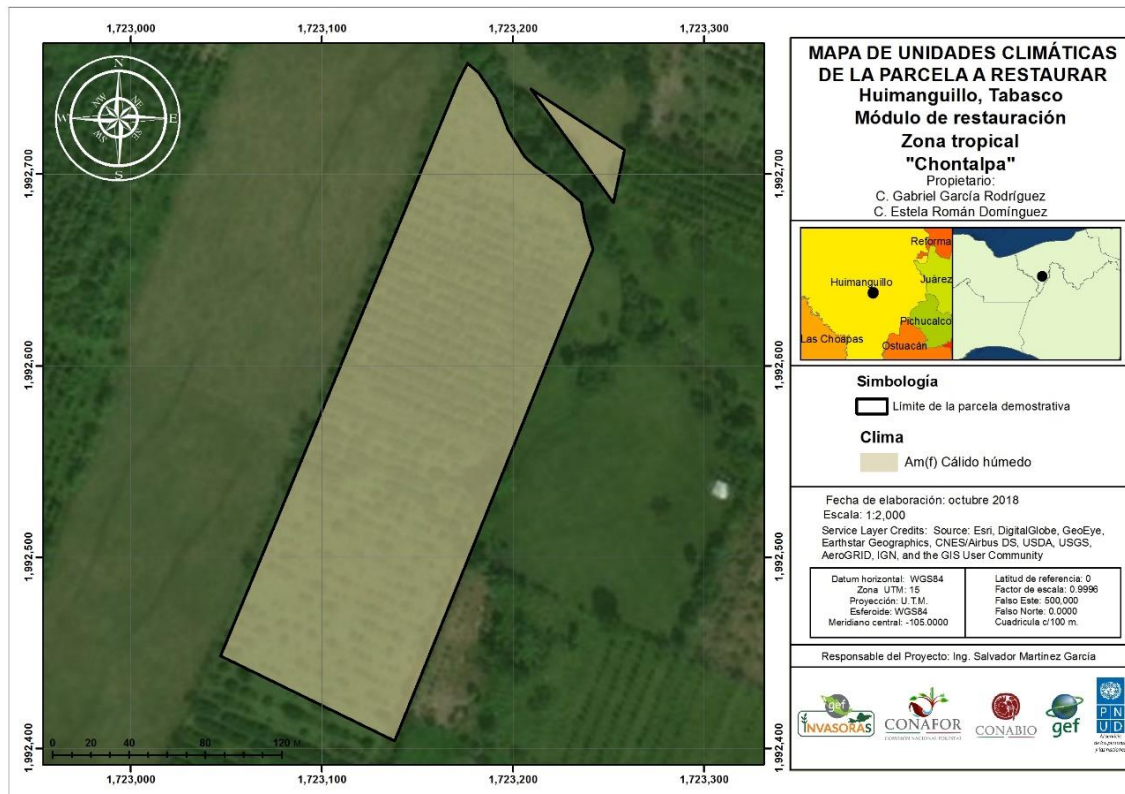 1,723,000 1,723,100 1,723,200 1,723,300
1,992,700 1,992,700
1,992,600 1,992,600
1,992,500 1,992,500
1,992,400 1,992,400
N
NW NE
W E
SW SE
S
0 20 40 80 120 M
1,723,000 1,723,100 1,723,200 1,723,300
MAPA DE UNIDADES CLIMÁTICAS
DE LA PARCELA A RESTAURAR
Huimanguillo, Tabasco
Módulo de restauración
Zona tropical
"Chontalpa"
Propietario:
C. Gabriel García Rodríguez
C. Estela Román Domínguez
Reforma
Huimanguillo
Juárez
Pichucalco
Las Choapas
Ostuacán
Simbología
Límite de la parcela demostrativa
Clima
Am(f) Cálido húmedo
Fecha de elaboración: octubre 2018
Escala: 1:2,000
Service Layer Credits: Source: Esri, DigitalGlobe, GeoEye,
Earthstar Geographics, CNES/Airbus DS, USDA, USGS,
AeroGRID, IGN, and the GIS User Community
Datum horizontal: WGS84
Zona UTM: 15
Proyección: U.T.M.
Esferoide: WGS84
Meridiano central: -105.0000
Latitud de referencia: 0
Factor de escala: 0.9996
Falso Este: 500,000
Falso Norte: 0.0000
Cuadricula c/100 m.
Responsable del Proyecto: Ing. Salvador Martínez García
gef
INVASORAS
CONAFOR
COMISIÓN NACIONAL FORESTAL
CONABIO
gef
P N
U D